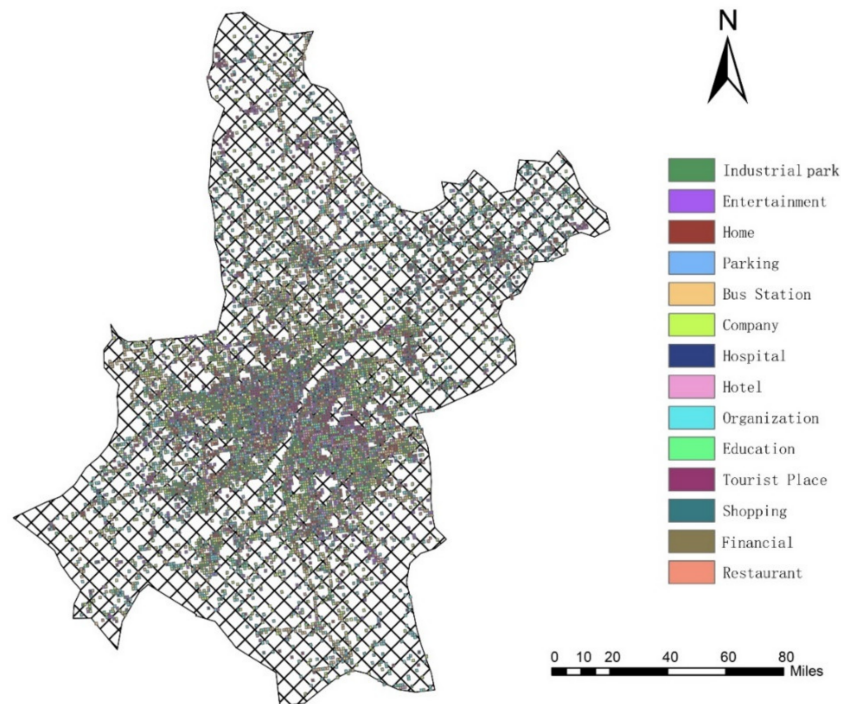 N
Industrial park
Entertainment
Home
Parking
Bus Station
Company
Hospital
Hotel
Organization
Education
Tourist Place
Shopping
Financial
Restaurant
0 10 20 40 60 80
Miles